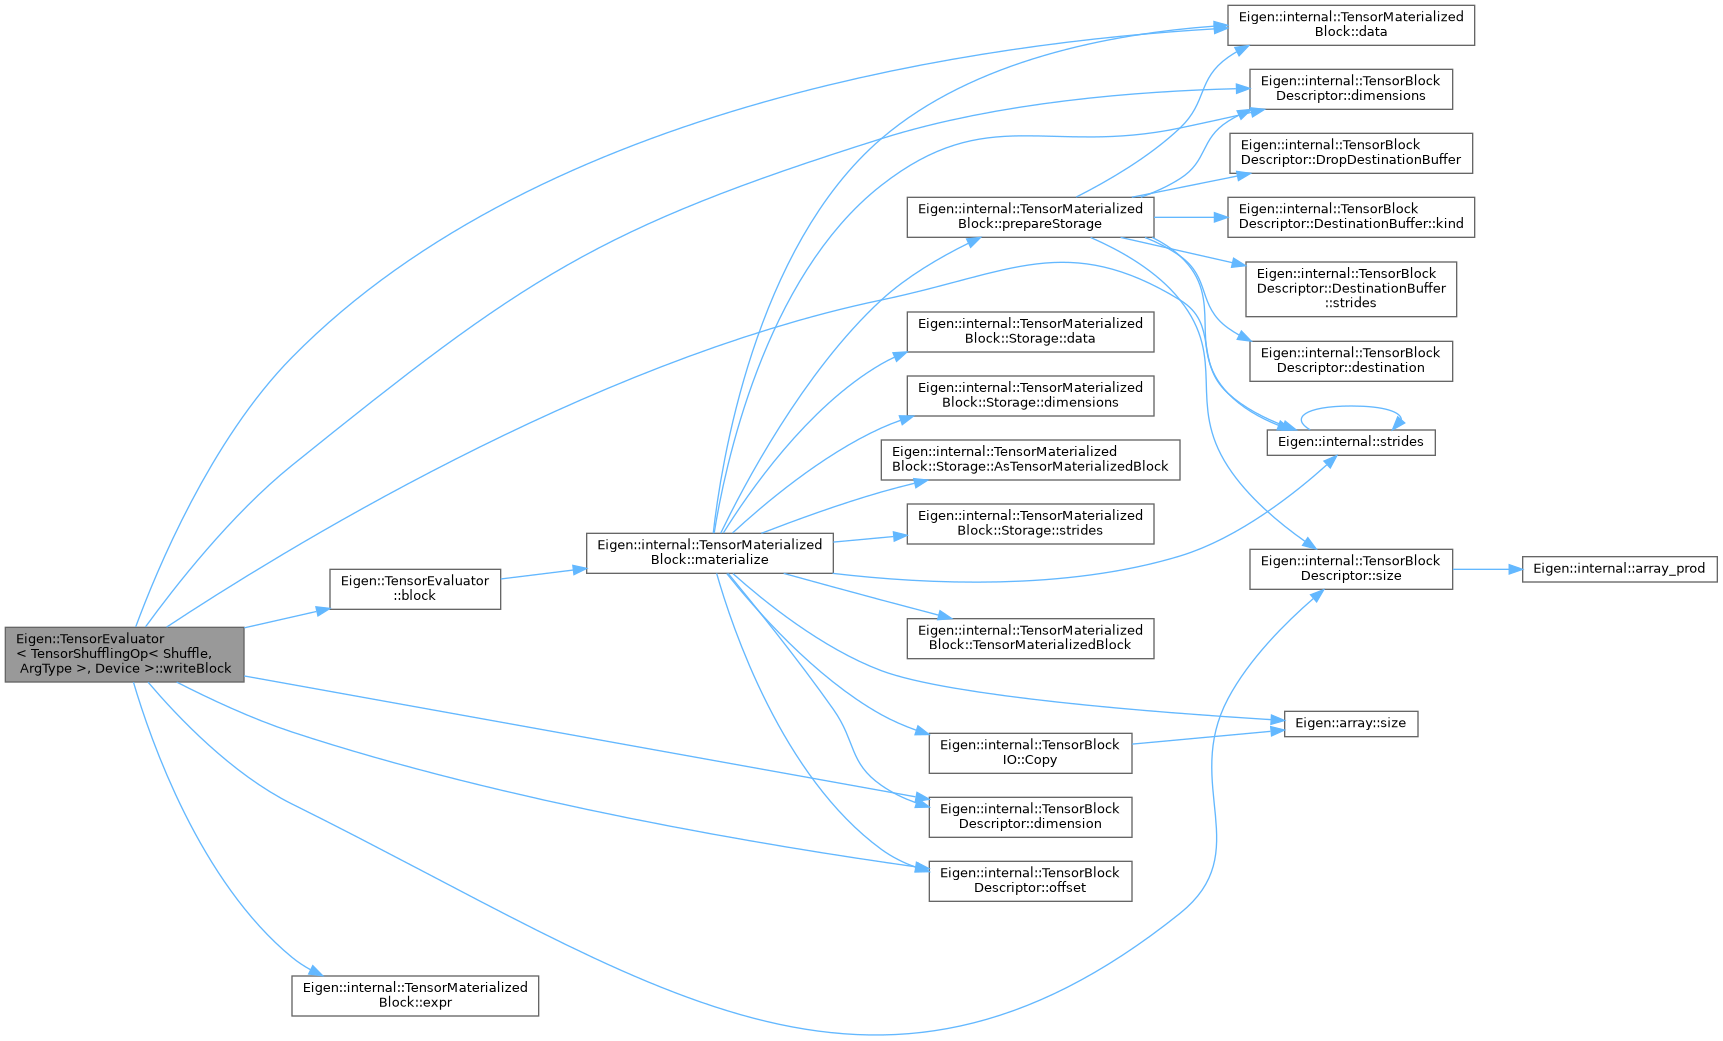 Eigen::TensorEvaluator
< TensorShufflingOp< Shuffle,
ArgType >, Device >::writeBlock
Eigen::TensorEvaluator
::block
Eigen::internal::TensorMaterialized
Block::expr
Eigen::internal::TensorMaterialized
Block::materialize
Eigen::internal::TensorMaterialized
Block::prepareStorage
Eigen::internal::TensorMaterialized
Block::Storage::data
Eigen::internal::TensorMaterialized
Block::Storage::dimensions
Eigen::internal::TensorMaterialized
Block::Storage::AsTensorMaterializedBlock
Eigen::internal::TensorMaterialized
Block::Storage::strides
Eigen::internal::TensorMaterialized
Block::TensorMaterializedBlock
Eigen::internal::TensorBlock
IO::Copy
Eigen::internal::TensorBlock
Descriptor::dimension
Eigen::internal::TensorBlock
Descriptor::offset
Eigen::internal::TensorMaterialized
Block::data
Eigen::internal::TensorBlock
Descriptor::dimensions
Eigen::internal::TensorBlock
Descriptor::DropDestinationBuffer
Eigen::internal::TensorBlock
Descriptor::DestinationBuffer::kind
Eigen::internal::TensorBlock
Descriptor::DestinationBuffer
::strides
Eigen::internal::TensorBlock
Descriptor::destination
Eigen::internal::strides
Eigen::internal::TensorBlock
Descriptor::size
Eigen::array::size
Eigen::internal::array_prod